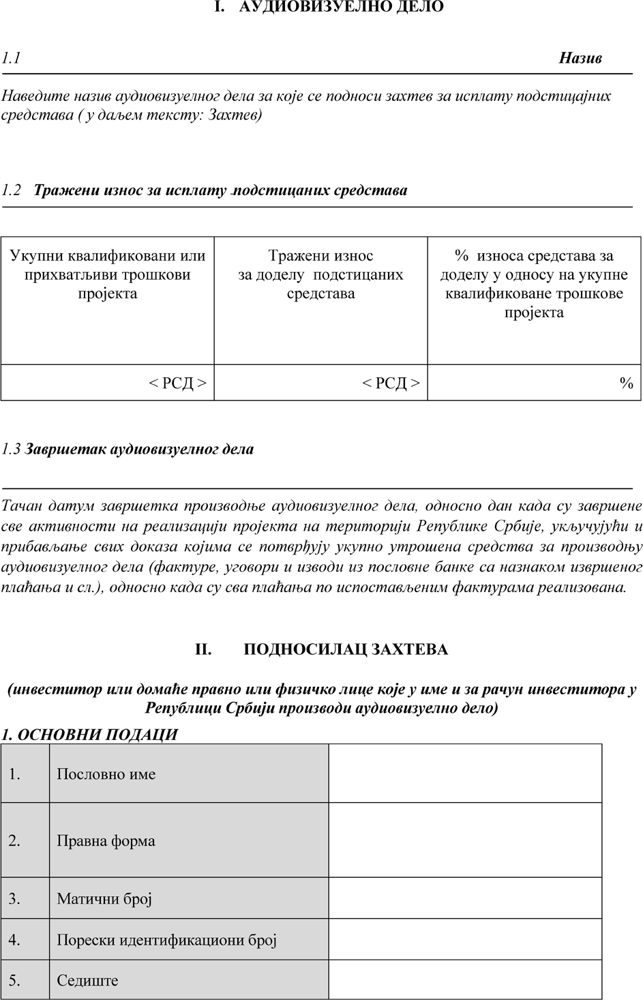 I. АУДИОВИЗУЕЛНО ДЕЛО
1.1 Назив
Наведите назив аудиовизуелног дела за које се подноси захтев за исплату подстицајних
средстава ( у даљем тексту: Захтев)
1.2 Тражени износ за исплату -подстицаних средстава
Укупни квалификовани или
прихватљиви трошкови
пројекта
Тражени износ
за доделу подстицаних
средстава
% износа средстава за
доделу у односу на укупне
квалификоване трошкове
пројекта
< РСД >
< РСД >
%
1.3 Завршетак аудиовизуелног дела
Тачан датум завршетка производње аудиовизуелног дела, односно дан када су завршене
све активности на реализацији пројекта на територији Републике Србије, укључујући и
прибављање свих доказа којима се потврђују укупно утрошена средства за производњу
аудиовизуелног дела (фактуре, уговори и изводи из пословне банке са назнаком извршеног
плаћања и сл.), односно када су сва плаћања по испостављеним фактурама реализована.
II. ПОДНОСИЛАЦ ЗАХТЕВА
(инвеститор или домаће правно или физичко лице које у име и за рачун инвеститора у
Републици Србији производи аудиовизуелно дело)
1. ОСНОВНИ ПОДАЦИ
1. Пословно име
2. Правна форма
3. Матични број
4. Порески идентификациони број
5. Седиште